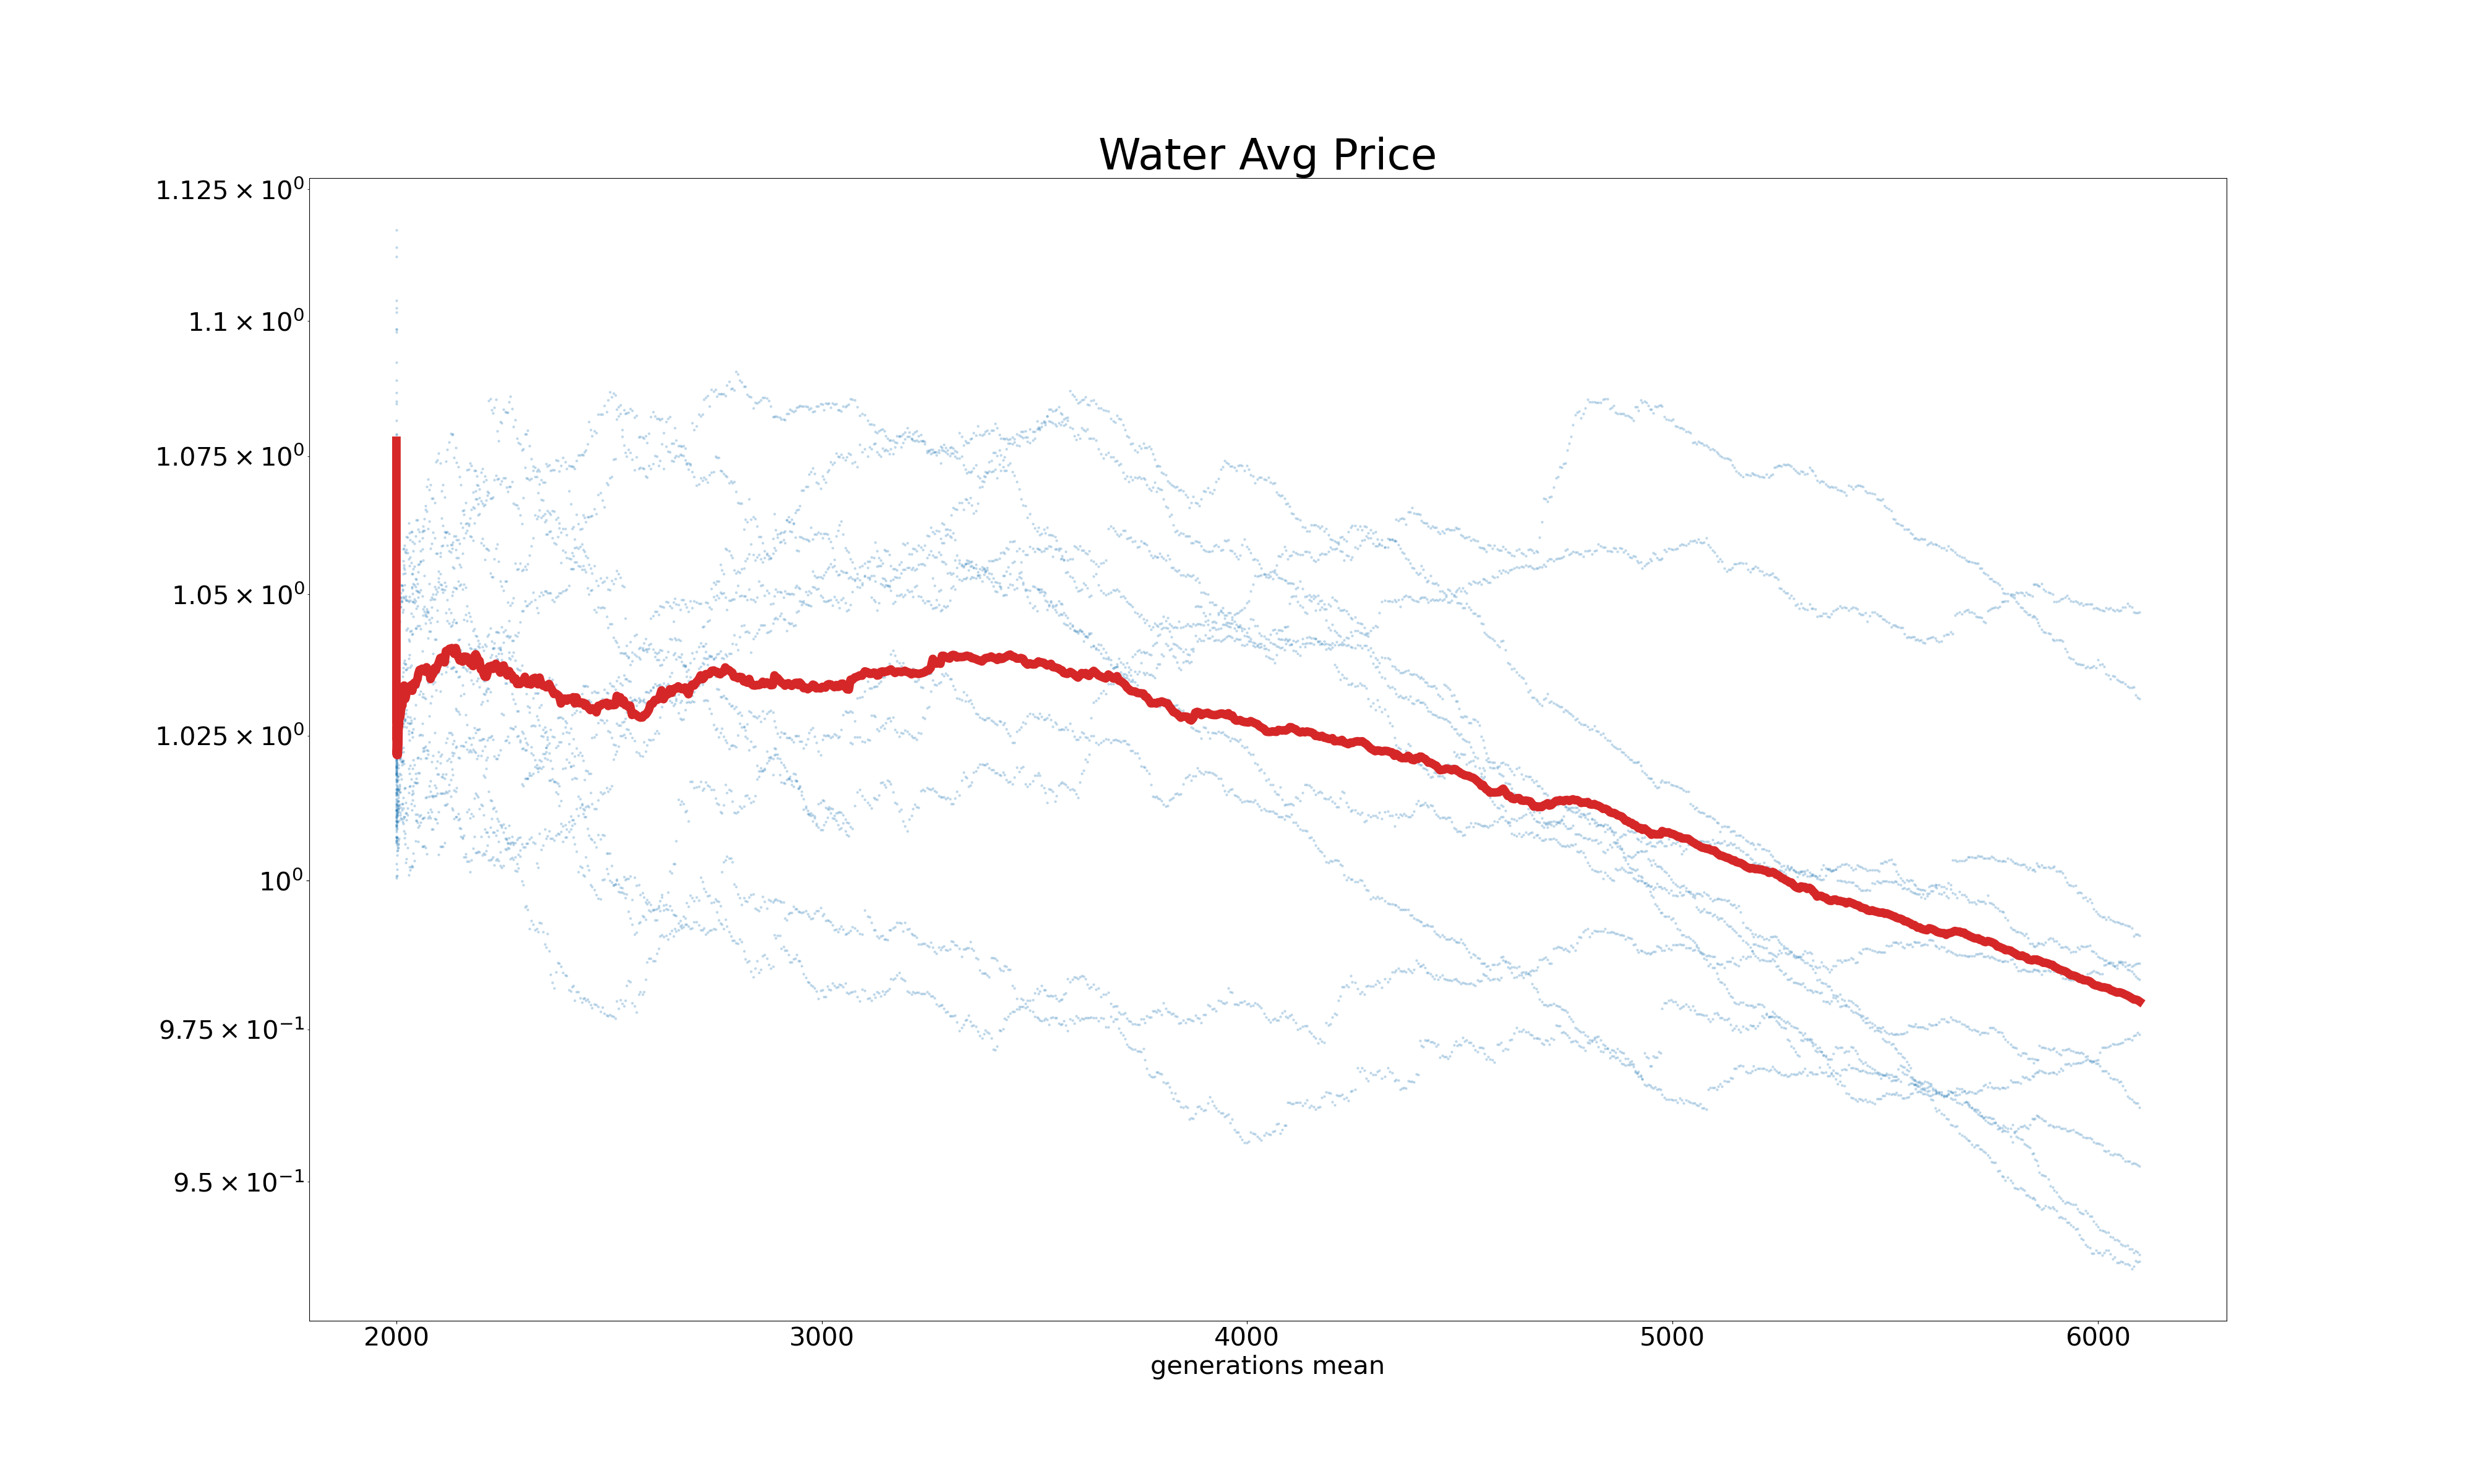 Water Avg Price
1.125 × 10⁰
1.1 × 10⁰
1.075 × 10⁰
1.05 × 10⁰
1.025 × 10⁰
10⁰
9.75 × 10⁻¹
9.5 × 10⁻¹
2000 3000 4000 5000 6000
generations mean